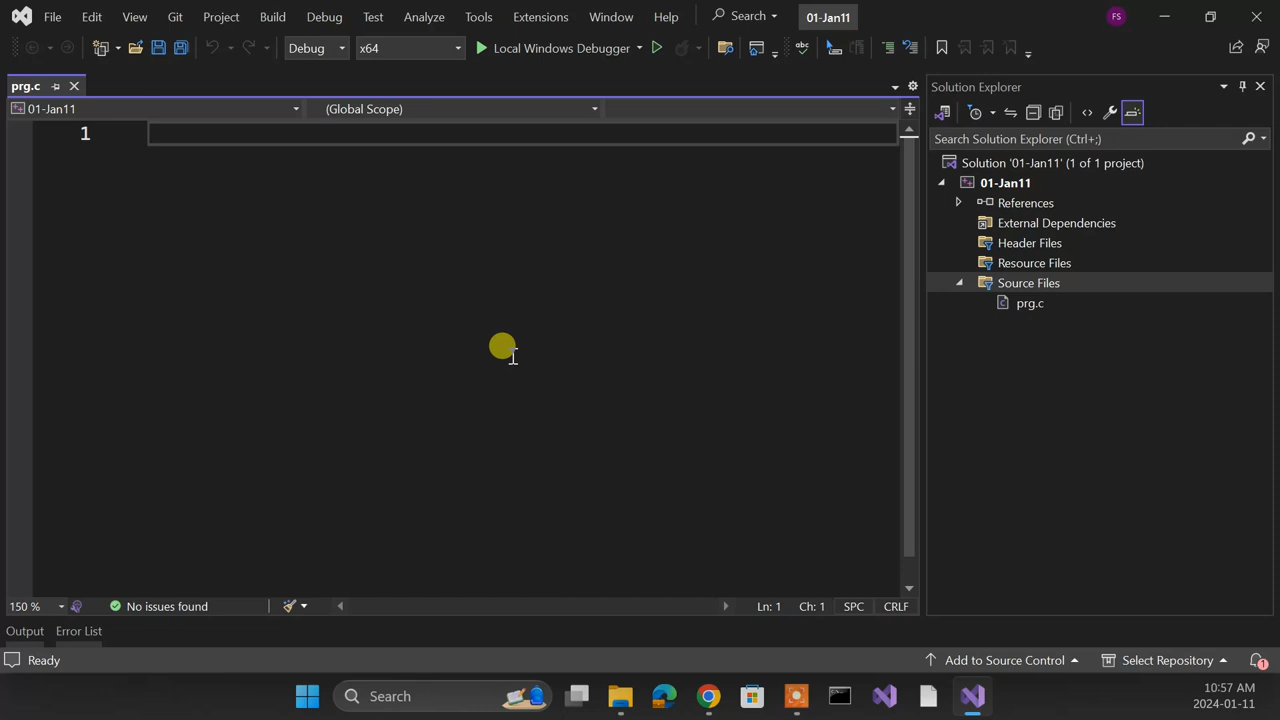 File Edit View Git Project Build Debug Test Analyze Tools Extensions Window Help Search 01-Jan11 FS
Debug x64 Local Windows Debugger
prg.c
Solution Explorer
01-Jan11 (Global Scope)
1
Search Solution Explorer (Ctrl+;)
Solution '01-Jan11' (1 of 1 project)
01-Jan11
References
External Dependencies
Header Files
Resource Files
Source Files
prg.c
150 % No issues found Ln: 1 Ch: 1 SPC CRLF
Output Error List
Ready Add to Source Control Select Repository 1
Search
10:57 AM
2024-01-11